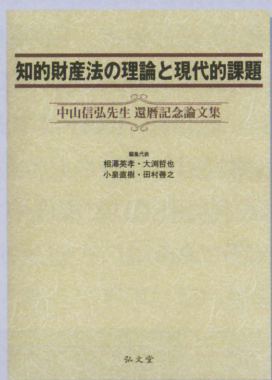 知的財産法の理論と現代的課題
中山信弘先生 還暦記念論文集
編集代表
相澤英孝・大渕哲也
小泉直樹・田村善之
弘文堂